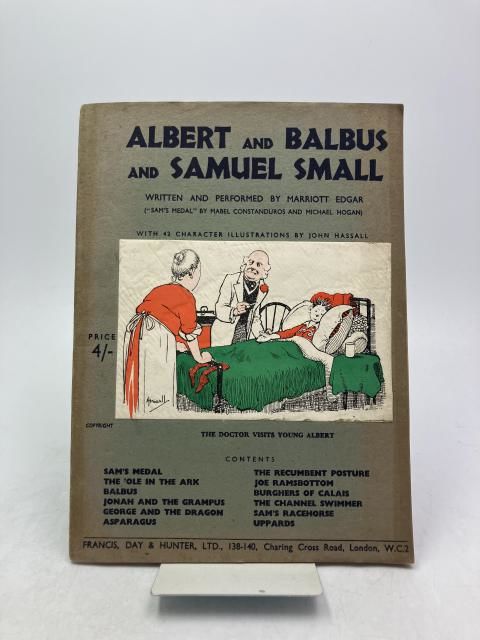 ALBERT AND BALBUS
AND SAMUEL SMALL
WRITTEN AND PERFORMED BY MARRIOTT EDGAR
("SAM'S MEDAL" BY MABEL CONSTANDUROS AND MICHAEL HOGAN)
WITH 42 CHARACTER ILLUSTRATIONS BY JOHN HASSALL
PRICE
4/-
Hassall
COPYRIGHT
THE DOCTOR VISITS YOUNG ALBERT
CONTENTS
SAM'S MEDAL
THE 'OLE IN THE ARK
BALBUS
JONAH AND THE GRAMPUS
GEORGE AND THE DRAGON
ASPARAGUS
THE RECUMBENT POSTURE
JOE RAMSBOTTOM
BURGHERS OF CALAIS
THE CHANNEL SWIMMER
SAM'S RACEHORSE
UPPARDS
FRANCIS, DAY & HUNTER, LTD., 138-140, Charing Cross Road, London, W.C.2